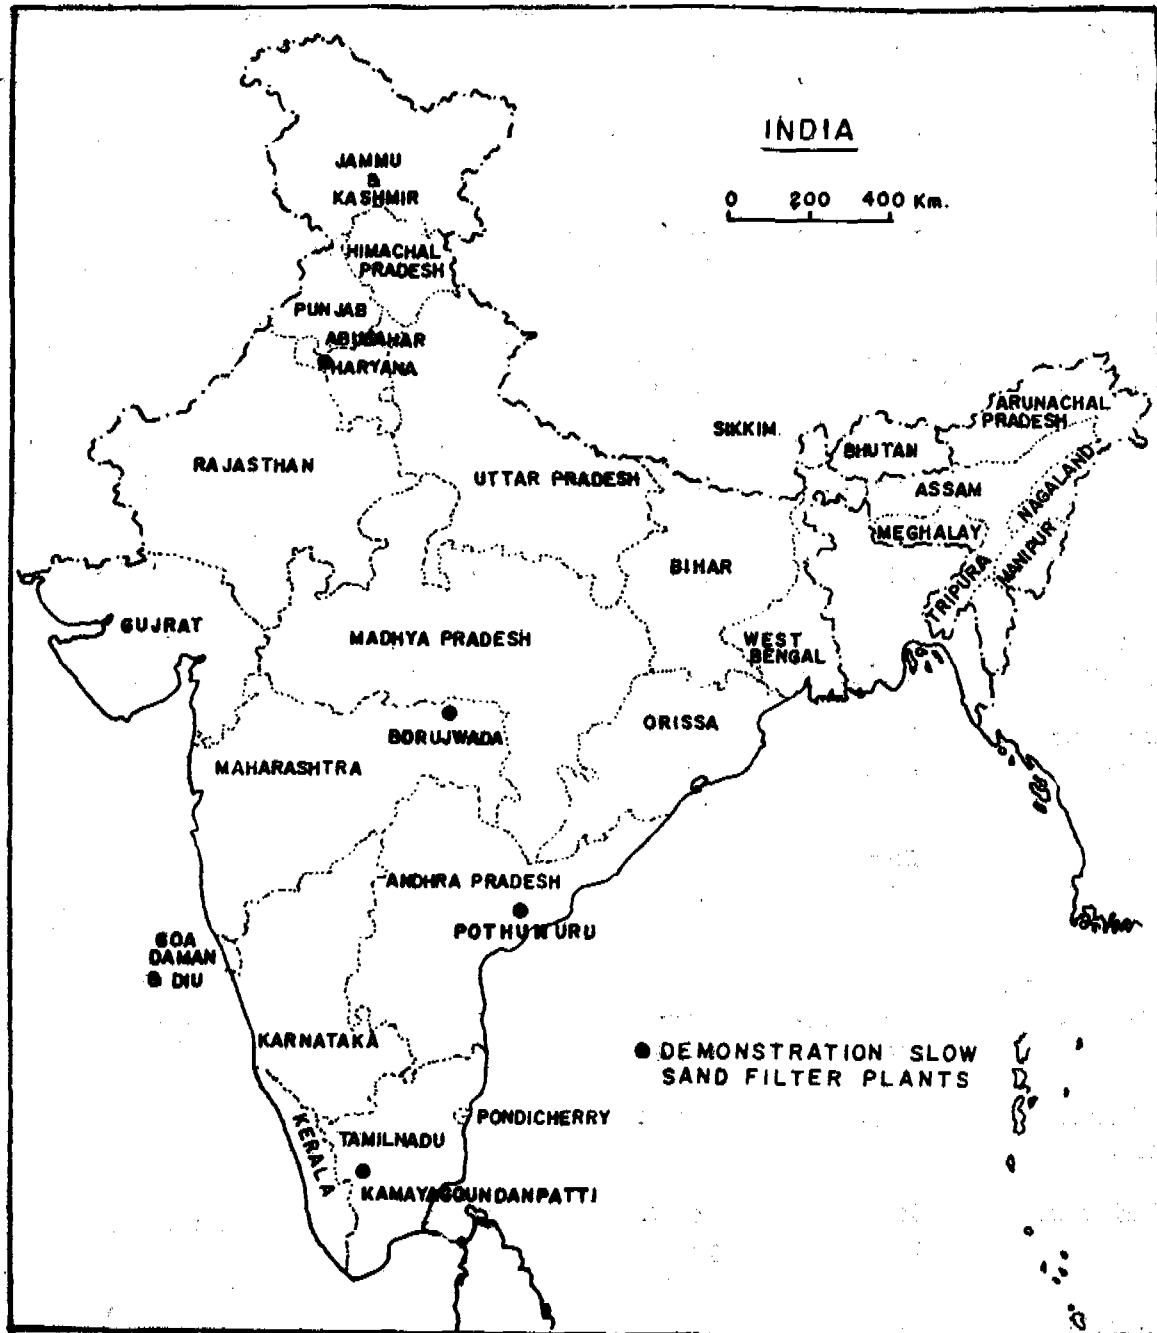 INDIA
0 200 400 Km.
JAMMU
&
KASHMIR
HIMACHAL
PRADESH
PUNJAB
ABUBSHAHAR
HARYANA
RAJASTHAN
UTTAR PRADESH
SIKKIM
BHUTAN
ARUNACHAL
PRADESH
ASSAM
NAGALAND
MEGHALAY
MANIPUR
TRIPURA
BIHAR
WEST
BENGAL
GUJRAT
MADHYA PRADESH
BORUJWADA
ORISSA
MAHARASHTRA
ANDHRA PRADESH
POTHUNURU
GOA
DAMAN
& DIU
KARNATAKA
DEMONSTRATION SLOW
SAND FILTER PLANTS
PONDICHERRY
KERALA
TAMILNADU
KAMAYAGOUNDANPATTI